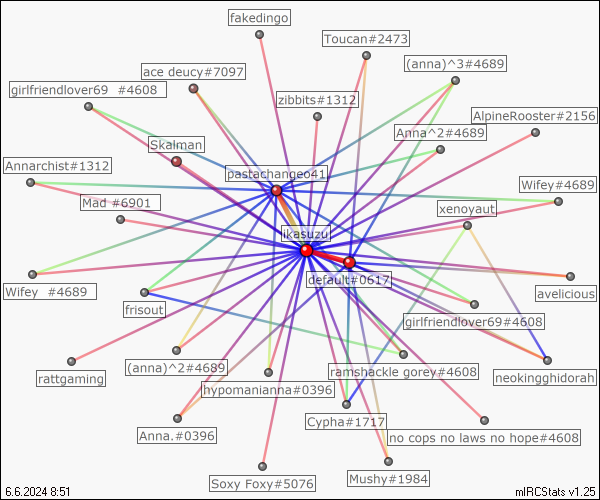 fakedingo
Toucan#2473
(anna)^3#4689
ace deucy#7097
girlfriendlover69 #4608
zibbits#1312
AlpineRooster#2156
Anna^2#4689
Skalman
Annarchist#1312
pastachangeo41
Wifey#4689
Mad #6901
xenoyaut
ikasuzu
default#0617
Wifey #4689
avelicious
frisout
girlfriendlover69#4608
rattgaming
(anna)^2#4689
ramshackle gorey#4608
neokingghidorah
hypomanianna#0396
Anna.#0396
Cypha#1717
no cops no laws no hope#4608
Soxy Foxy#5076
Mushy#1984
6.6.2024 8:51
mIRCStats v1.25